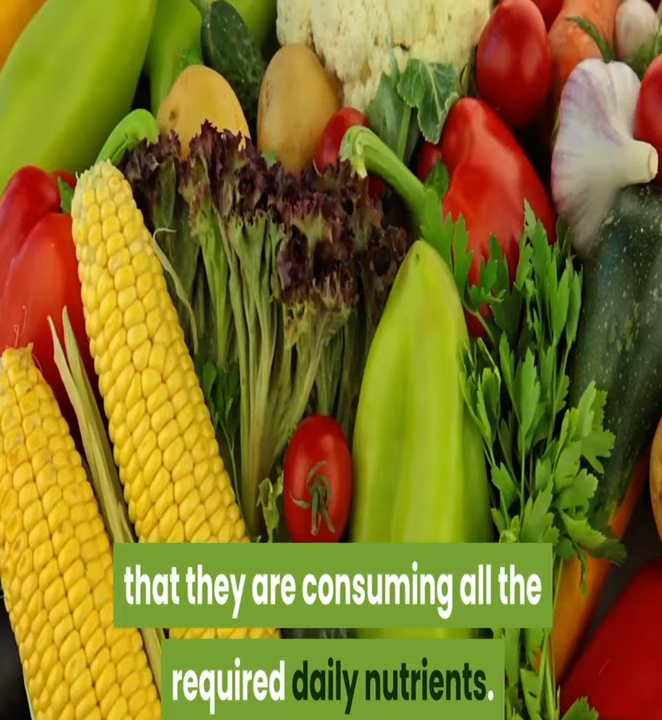 that they are consuming all the
required daily nutrients.